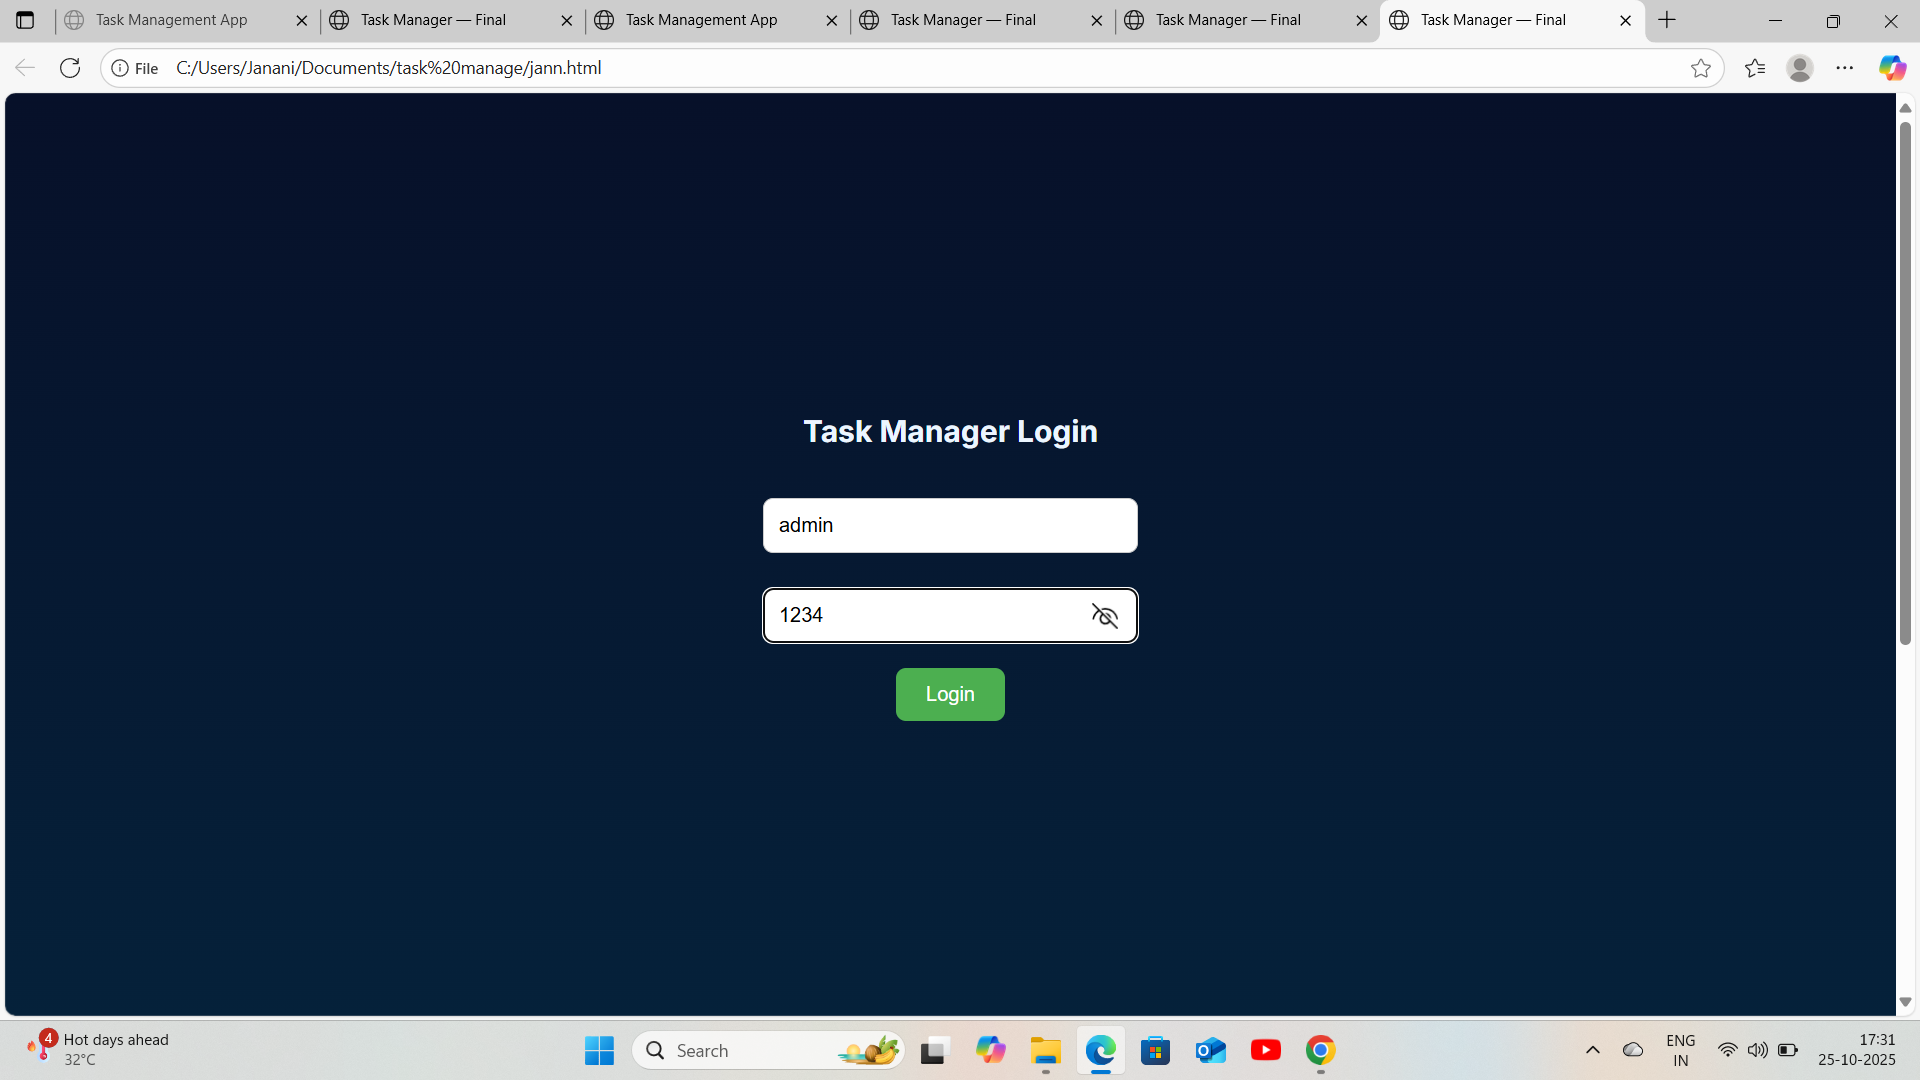 Task Management App
Task Manager — Final
Task Management App
Task Manager — Final
Task Manager — Final
Task Manager — Final
File
C:/Users/Janani/Documents/task%20manage/jann.html
Task Manager Login
admin
1234
Login
4
Hot days ahead
32°C
Search
ENG
IN
17:31
25-10-2025